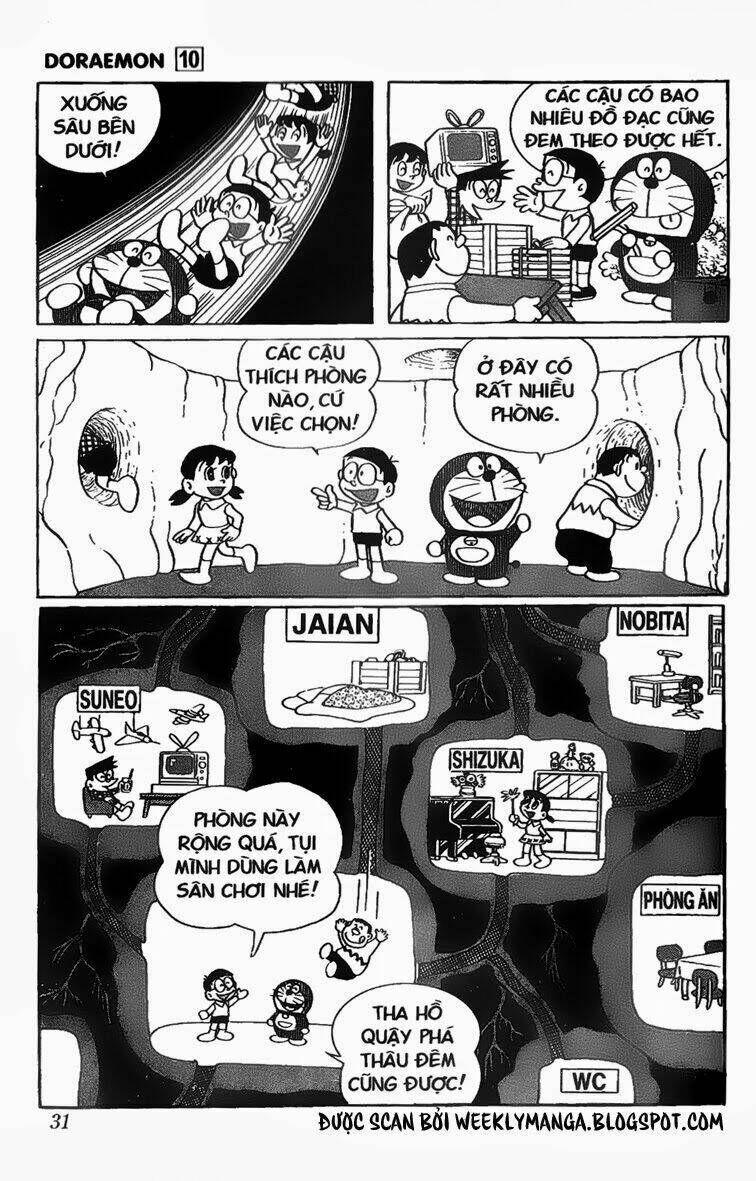 DORAEMON 10
XUỐNG
SÂU BÊN
DƯỚI!
CÁC CẬU CÓ BAO
NHIÊU ĐỒ ĐẠC CŨNG
ĐEM THEO ĐƯỢC HẾT.
CÁC CẬU
THÍCH PHÒNG
NÀO, CỨ
VIỆC CHỌN!
Ở ĐÂY CÓ
RẤT NHIỀU
PHÒNG.
JAIAN
NOBITA
SUNEO
SHIZUKA
PHÒNG NÀY
RỘNG QUÁ, TỤI
MÌNH DÙNG LÀM
SÂN CHƠI NHÉ!
PHÒNG ĂN
THA HỒ
QUẬY PHÁ
THÂU ĐÊM
CŨNG ĐƯỢC!
WC
31
ĐƯỢC SCAN BỞI WEEKLYMANGA.BLOGSPOT.COM